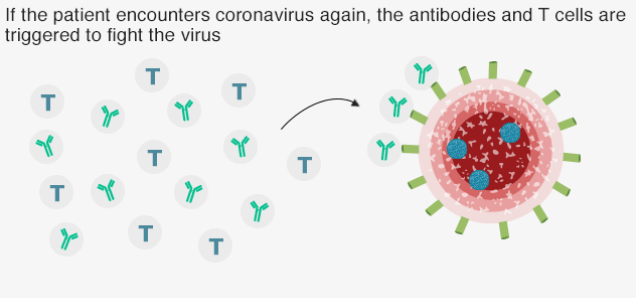 If the patient encounters coronavirus again, the antibodies and T cells are
triggered to fight the virus
T
T
T
T
T
T
T
T